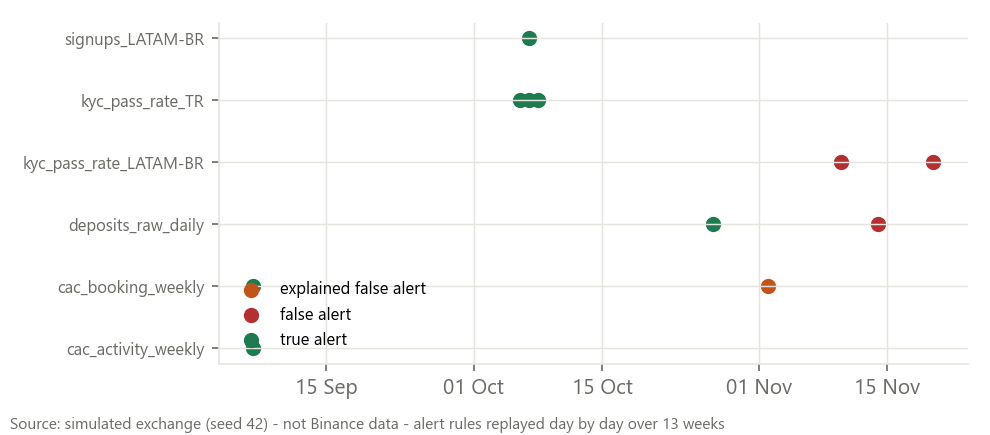 signups_LATAM-BR
kyc_pass_rate_TR
kyc_pass_rate_LATAM-BR
deposits_raw_daily
cac_booking_weekly
cac_activity_weekly
explained false alert
false alert
true alert
15 Sep
01 Oct
15 Oct
01 Nov
15 Nov
Source: simulated exchange (seed 42) - not Binance data - alert rules replayed day by day over 13 weeks